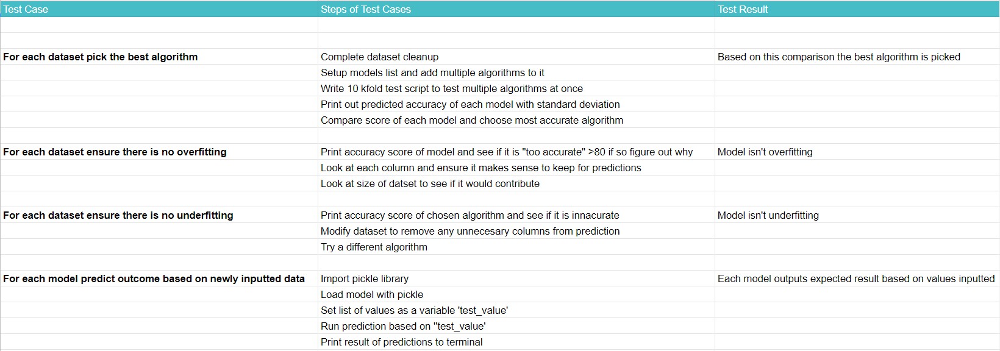 Test Case Steps of Test Cases Test Result
For each dataset pick the best algorithm Complete dataset cleanup Based on this comparison the best algorithm is picked
Setup models list and add multiple algorithms to it
Write 10 kfold test script to test multiple algorithms at once
Print out predicted accuracy of each model with standard deviation
Compare score of each model and choose most accurate algorithm
For each dataset ensure there is no overfitting Print accuracy score of model and see if it is "too accurate" >80 if so figure out why Model isn't overfitting
Look at each column and ensure it makes sense to keep for predictions
Look at size of datset to see if it would contribute
For each dataset ensure there is no underfitting Print accuracy score of chosen algorithm and see if it is innacurate Model isn't underfitting
Modify dataset to remove any unnecesary columns from prediction
Try a different algorithm
For each model predict outcome based on newly inputted data Import pickle library Each model outputs expected result based on values inputted
Load model with pickle
Set list of values as a variable 'test_value'
Run prediction based on "test_value'
Print result of predictions to terminal